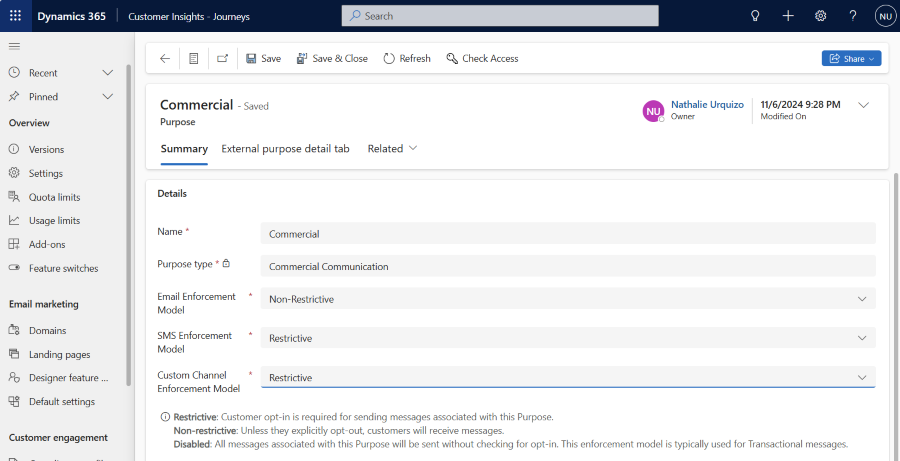 Dynamics 365
Customer Insights - Journeys
Search
?
NU
Recent
Pinned
Overview
Versions
Settings
Quota limits
Usage limits
Add-ons
Feature switches
Email marketing
Domains
Landing pages
Designer feature ...
Default settings
Customer engagement
Save
Save & Close
Refresh
Check Access
Share
Commercial - Saved
Purpose
NU
Nathalie Urquizo
Owner
11/6/2024 9:28 PM
Modified On
Summary
External purpose detail tab
Related
Details
Name *
Commercial
Purpose type *
Commercial Communication
Email Enforcement *
Model
Non-Restrictive
SMS Enforcement *
Model
Restrictive
Custom Channel *
Enforcement Model
Restrictive
Restrictive: Customer opt-in is required for sending messages associated with this Purpose.
Non-restrictive: Unless they explicitly opt-out, customers will receive messages.
Disabled: All messages associated with this Purpose will be sent without checking for opt-in. This enforcement model is typically used for Transactional messages.